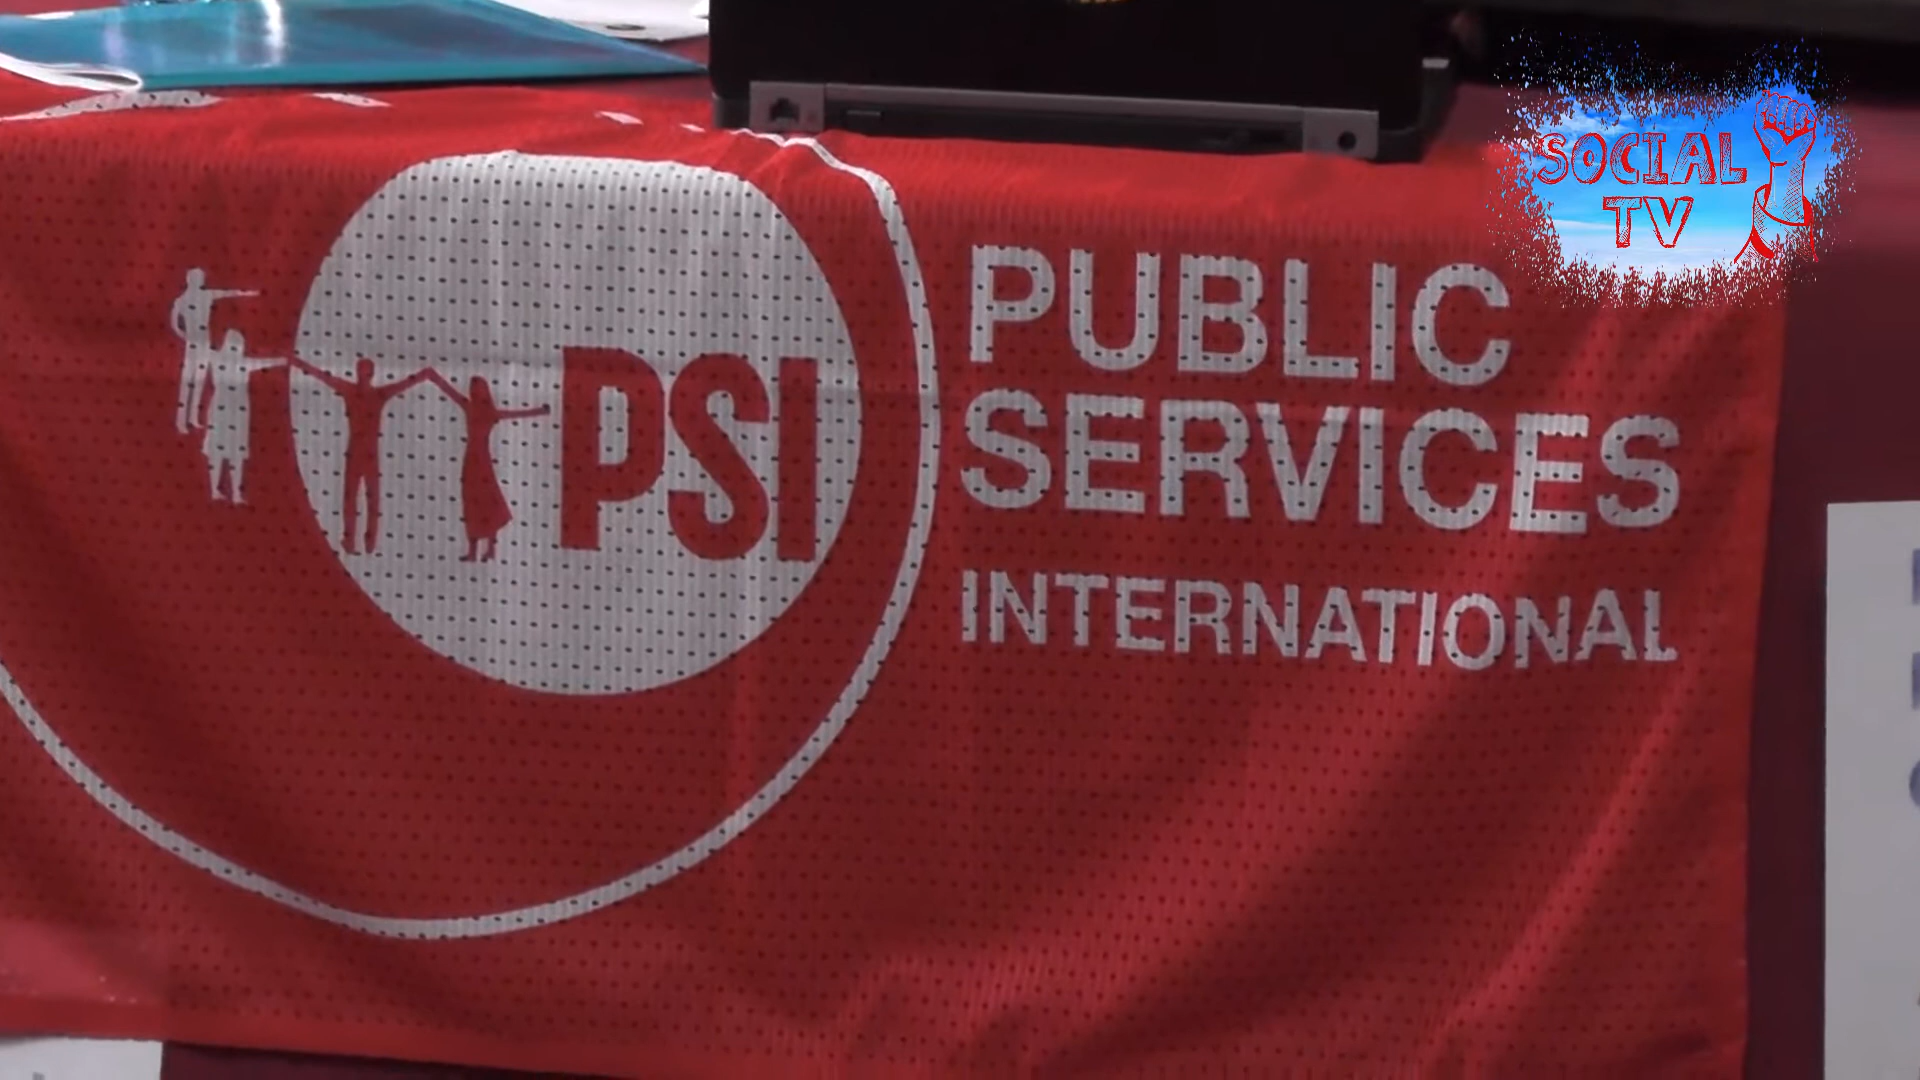 SOCIAL
TV
PSI
PUBLIC
SERVICES
INTERNATIONAL